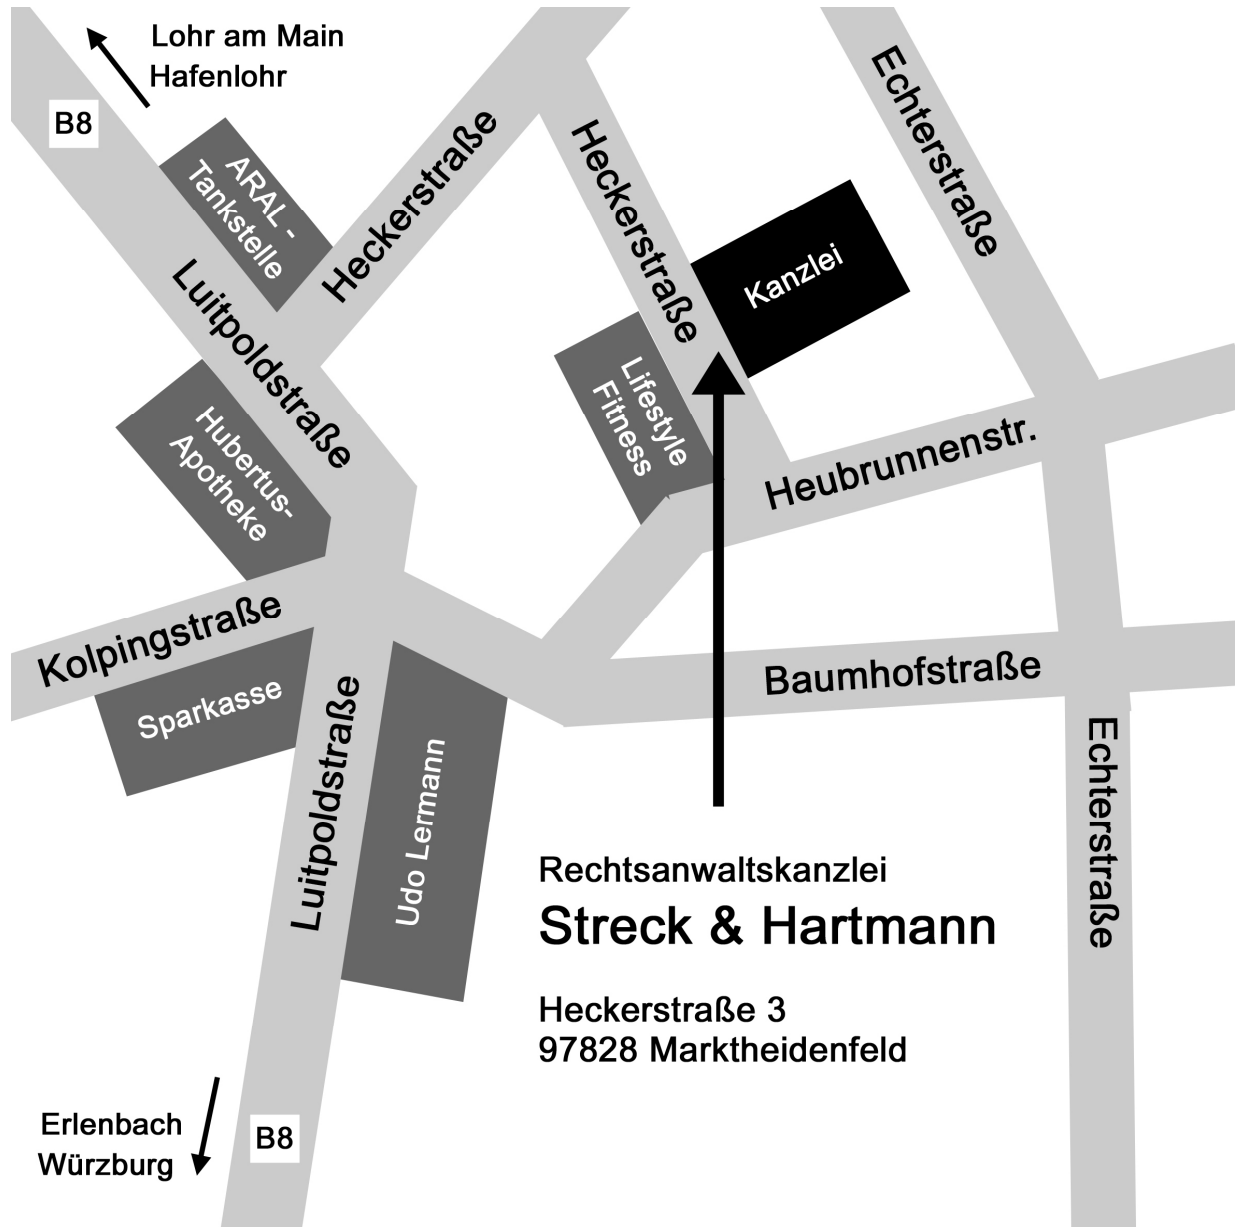 Lohr am Main
Hafenlohr
B8
ARAL -
Tankstelle
Heckerstraße
Heckerstraße
Echterstraße
Kanzlei
Luitpoldstraße
Lifestyle
Fitness
Hubertus-
Apotheke
Heubrunnenstr.
Kolpingstraße
Sparkasse
Baumhofstraße
Luitpoldstraße
Udo Lermann
Echterstraße
Rechtsanwaltskanzlei
Streck & Hartmann
Heckerstraße 3
97828 Marktheidenfeld
Erlenbach
Würzburg
B8